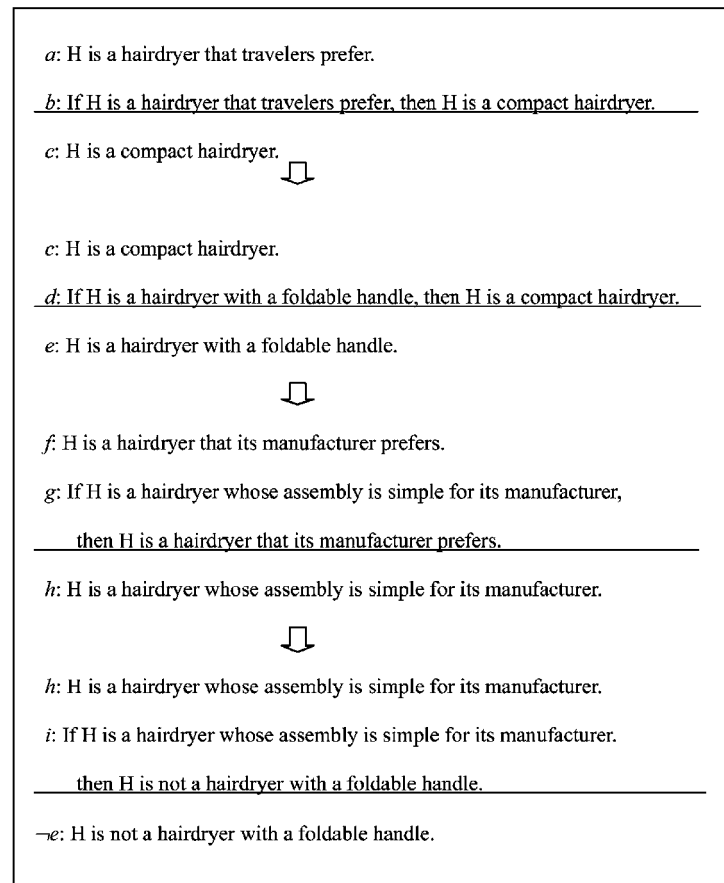 a: H is a hairdryer that travelers prefer.
b: If H is a hairdryer that travelers prefer, then H is a compact hairdryer.
c: H is a compact hairdryer.
c: H is a compact hairdryer.
d: If H is a hairdryer with a foldable handle, then H is a compact hairdryer.
e: H is a hairdryer with a foldable handle.
f: H is a hairdryer that its manufacturer prefers.
g: If H is a hairdryer whose assembly is simple for its manufacturer,
then H is a hairdryer that its manufacturer prefers.
h: H is a hairdryer whose assembly is simple for its manufacturer.
h: H is a hairdryer whose assembly is simple for its manufacturer.
i: If H is a hairdryer whose assembly is simple for its manufacturer.
then H is not a hairdryer with a foldable handle.
¬e: H is not a hairdryer with a foldable handle.